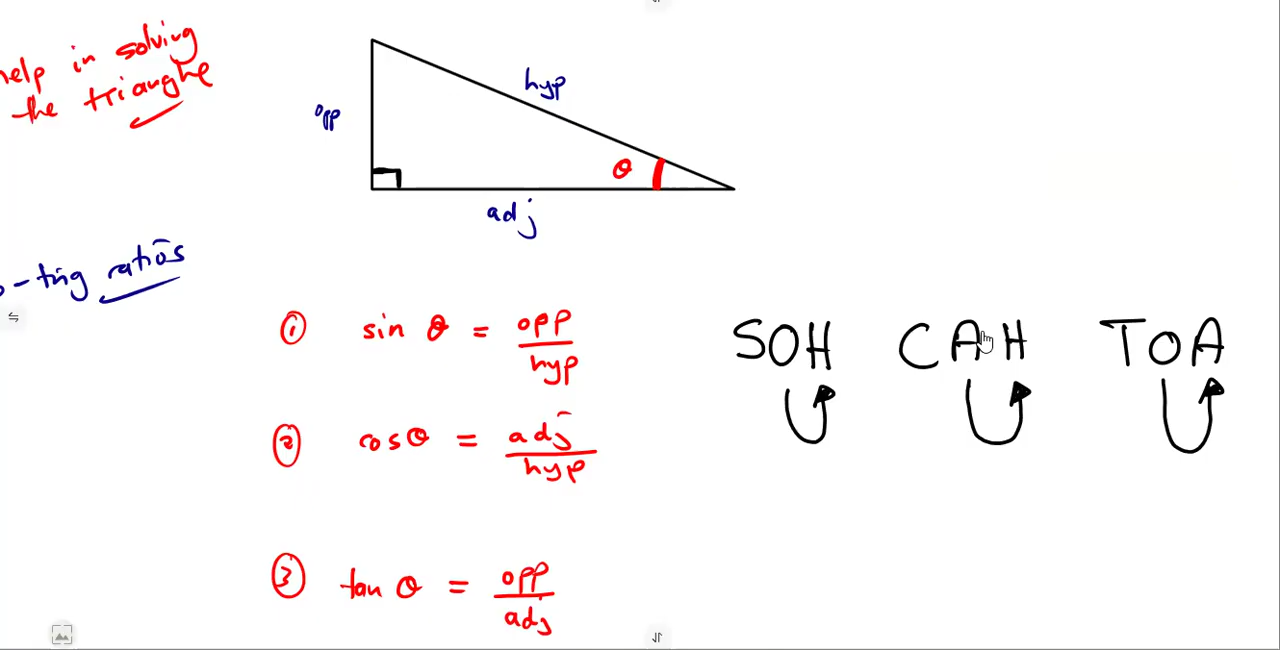 help in solving
the triangle
opp
hyp
θ
adj
ting ratios
① sin θ = opp/hyp
② cos θ = adj/hyp
③ tan θ = opp/adj
SOH CAH TOA